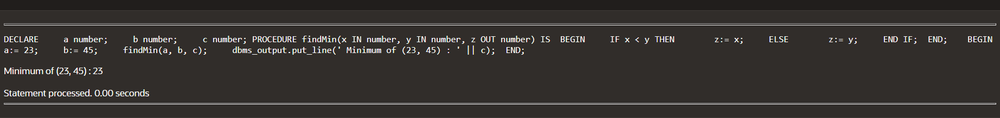 DECLARE     a number;     b number;     c number; PROCEDURE findMin(x IN number, y IN number, z OUT number) IS  BEGIN     IF x < y THEN        z:= x;     ELSE        z:= y;     END IF;  END;    BEGIN
a:= 23;     b:= 45;     findMin(a, b, c);     dbms_output.put_line(' Minimum of (23, 45) : ' || c);  END;
Minimum of (23, 45) : 23
Statement processed. 0.00 seconds